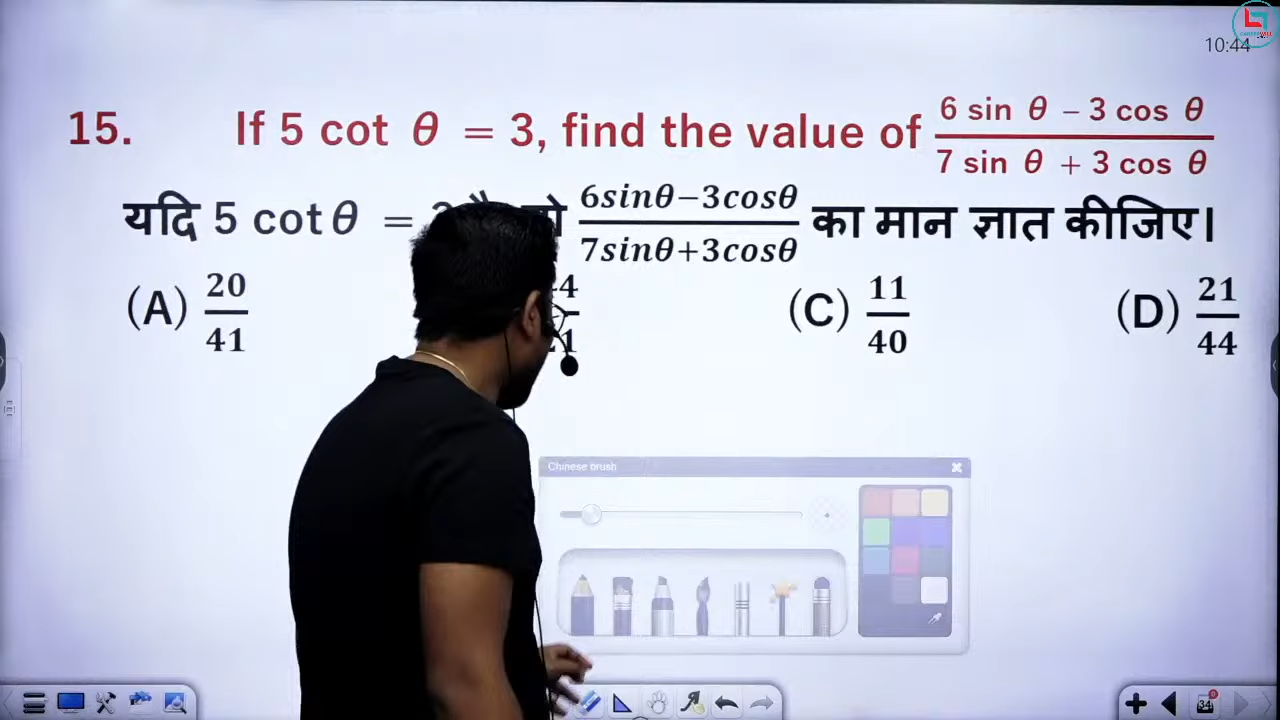 10:44
15. If 5 cot θ = 3, find the value of (6 sin θ – 3 cos θ)/(7 sin θ + 3 cos θ)
यदि 5 cot θ = (6sinθ−3cosθ)/(7sinθ+3cosθ) का मान ज्ञात कीजिए।
(A) 20/41 (C) 11/40 (D) 21/44
Chinese brush